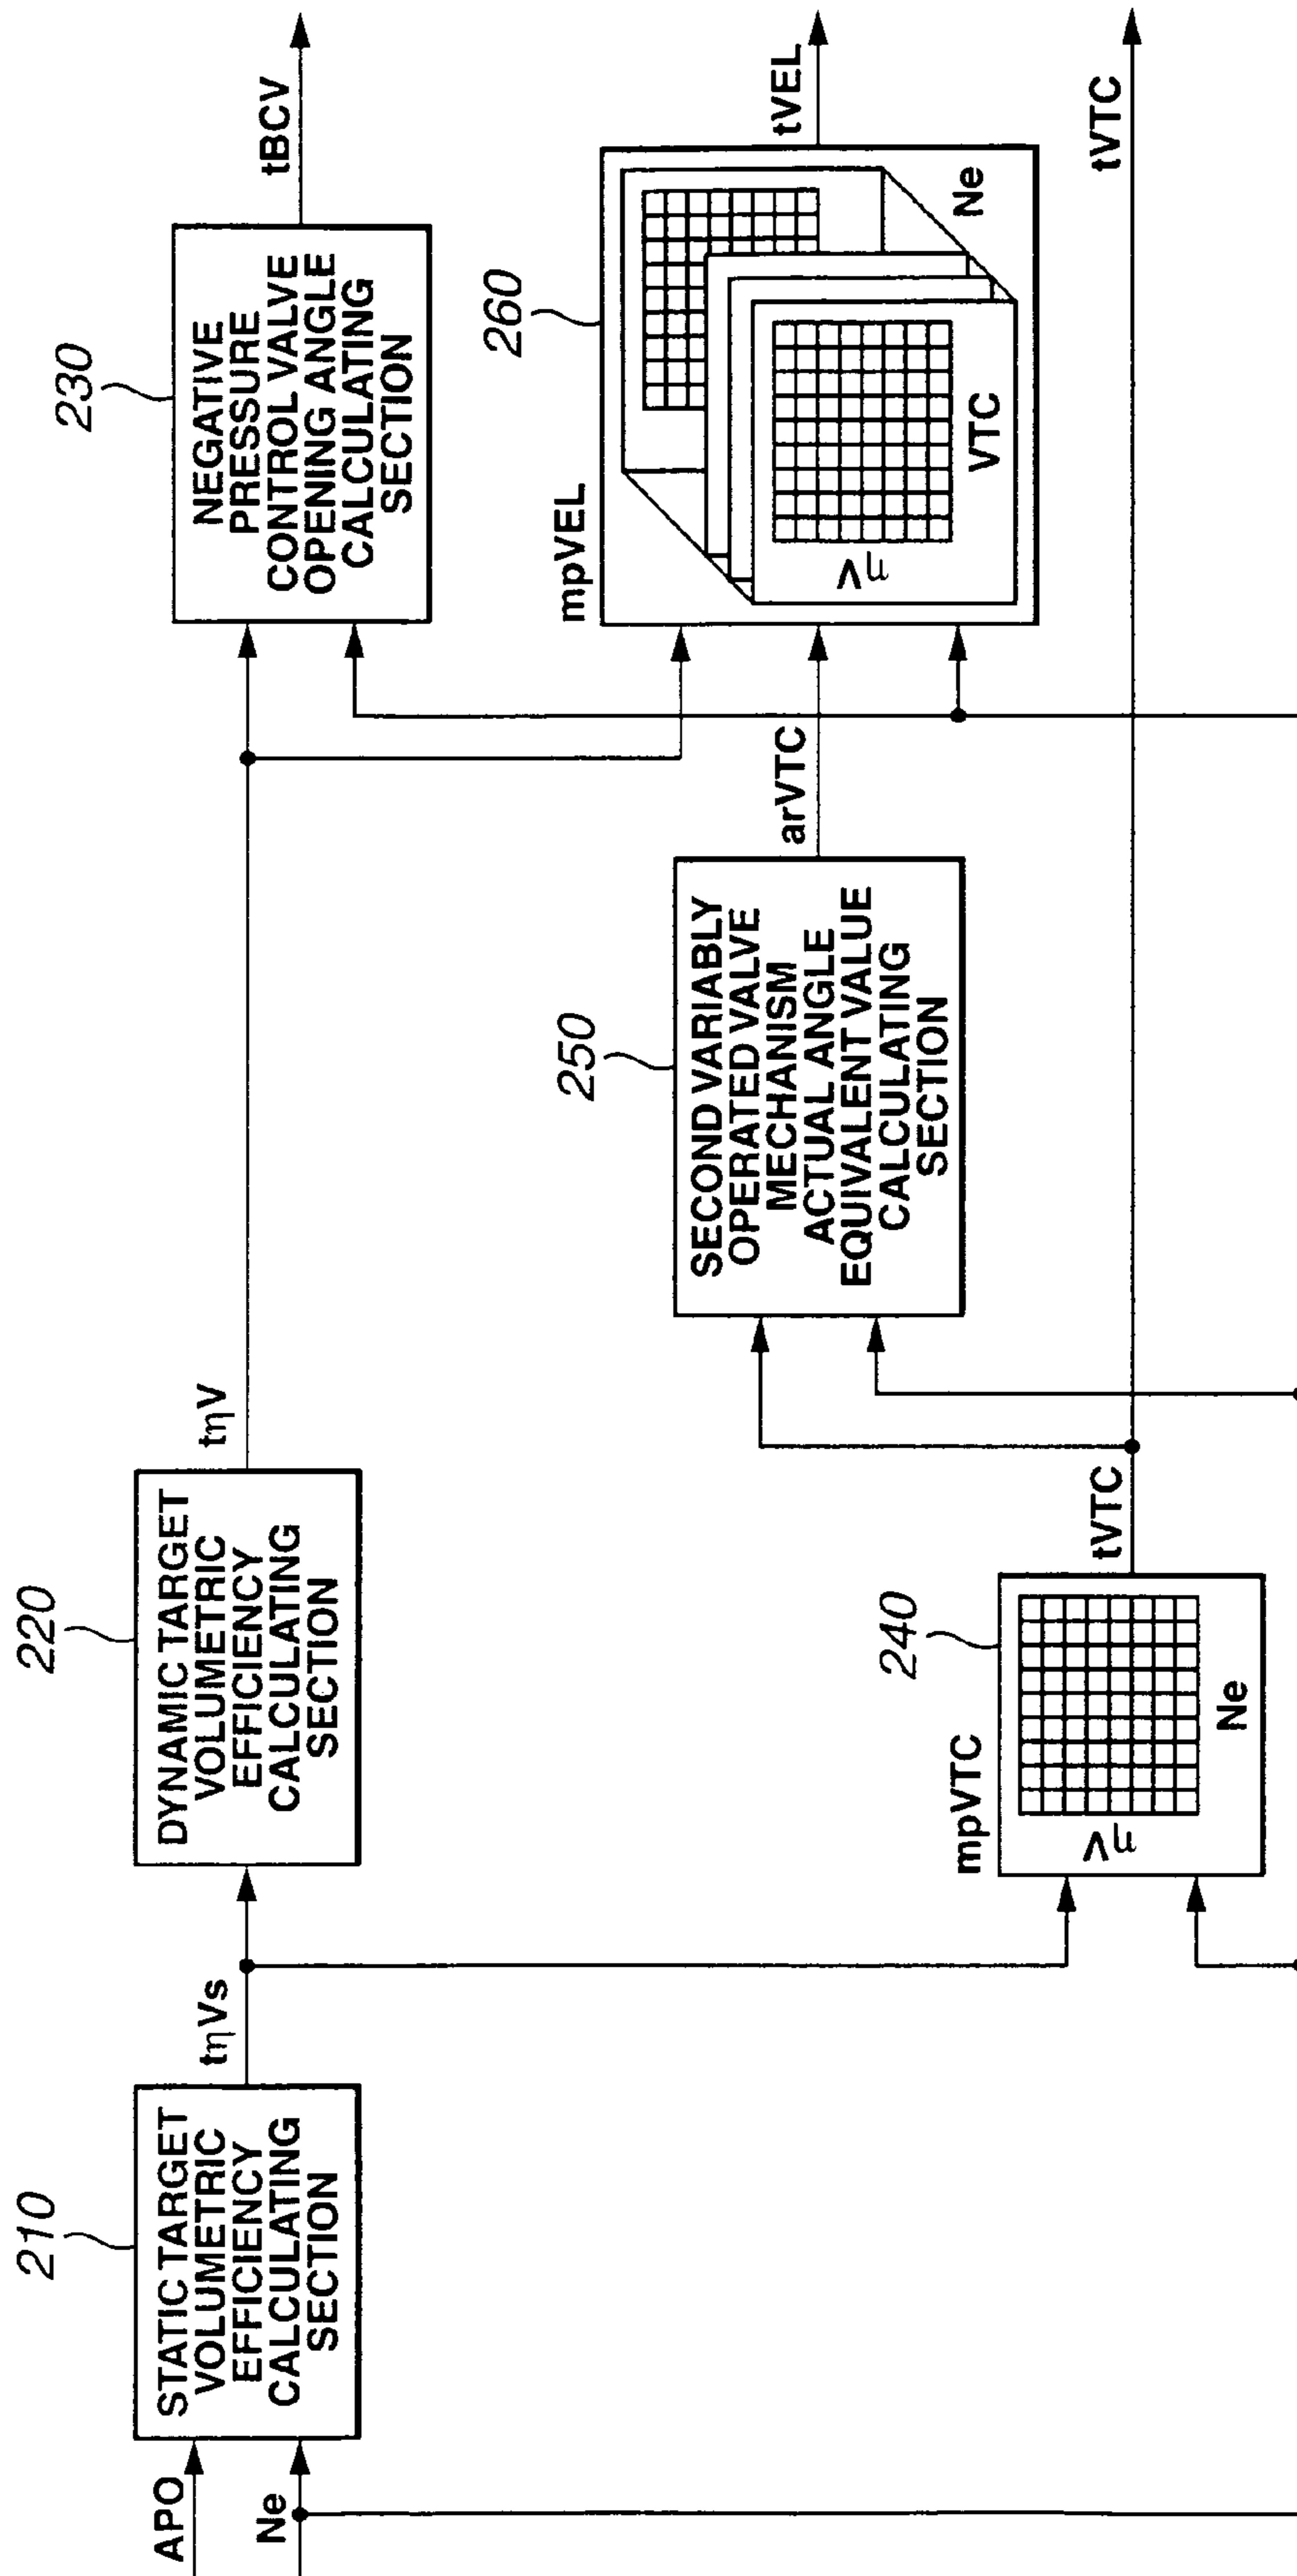 APO
Ne
210
STATIC TARGET
VOLUMETRIC
EFFICIENCY
CALCULATING
SECTION
tηVs
220
DYNAMIC TARGET
VOLUMETRIC
EFFICIENCY
CALCULATING
SECTION
tηV
230
NEGATIVE
PRESSURE
CONTROL VALVE
OPENING ANGLE
CALCULATING
SECTION
tBCV
mpVTC
240
ηV
Ne
tVTC
250
SECOND VARIABLY
OPERATED VALVE
MECHANISM
ACTUAL ANGLE
EQUIVALENT VALUE
CALCULATING
SECTION
arVTC
mpVEL
260
ηV
VTC
Ne
tVEL
tVTC